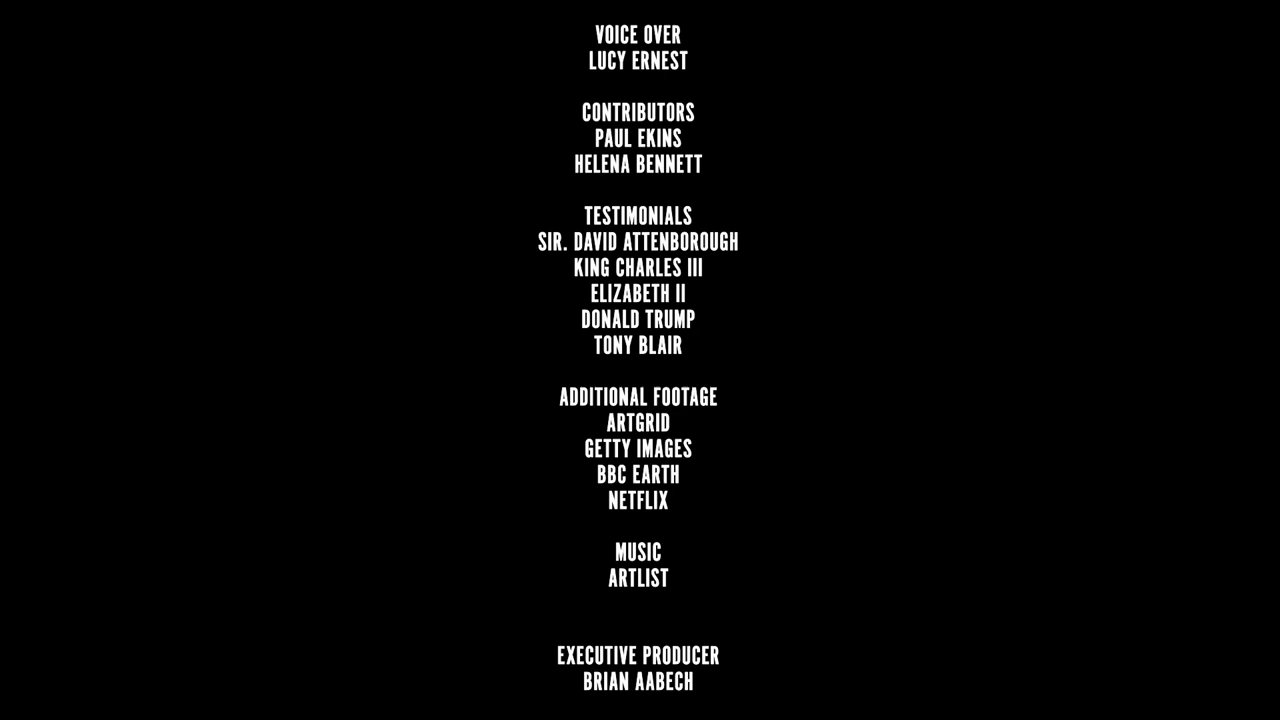 VOICE OVER
LUCY ERNEST
CONTRIBUTORS
PAUL EKINS
HELENA BENNETT
TESTIMONIALS
SIR. DAVID ATTENBOROUGH
KING CHARLES III
ELIZABETH II
DONALD TRUMP
TONY BLAIR
ADDITIONAL FOOTAGE
ARTGRID
GETTY IMAGES
BBC EARTH
NETFLIX
MUSIC
ARTLIST
EXECUTIVE PRODUCER
BRIAN AABECH